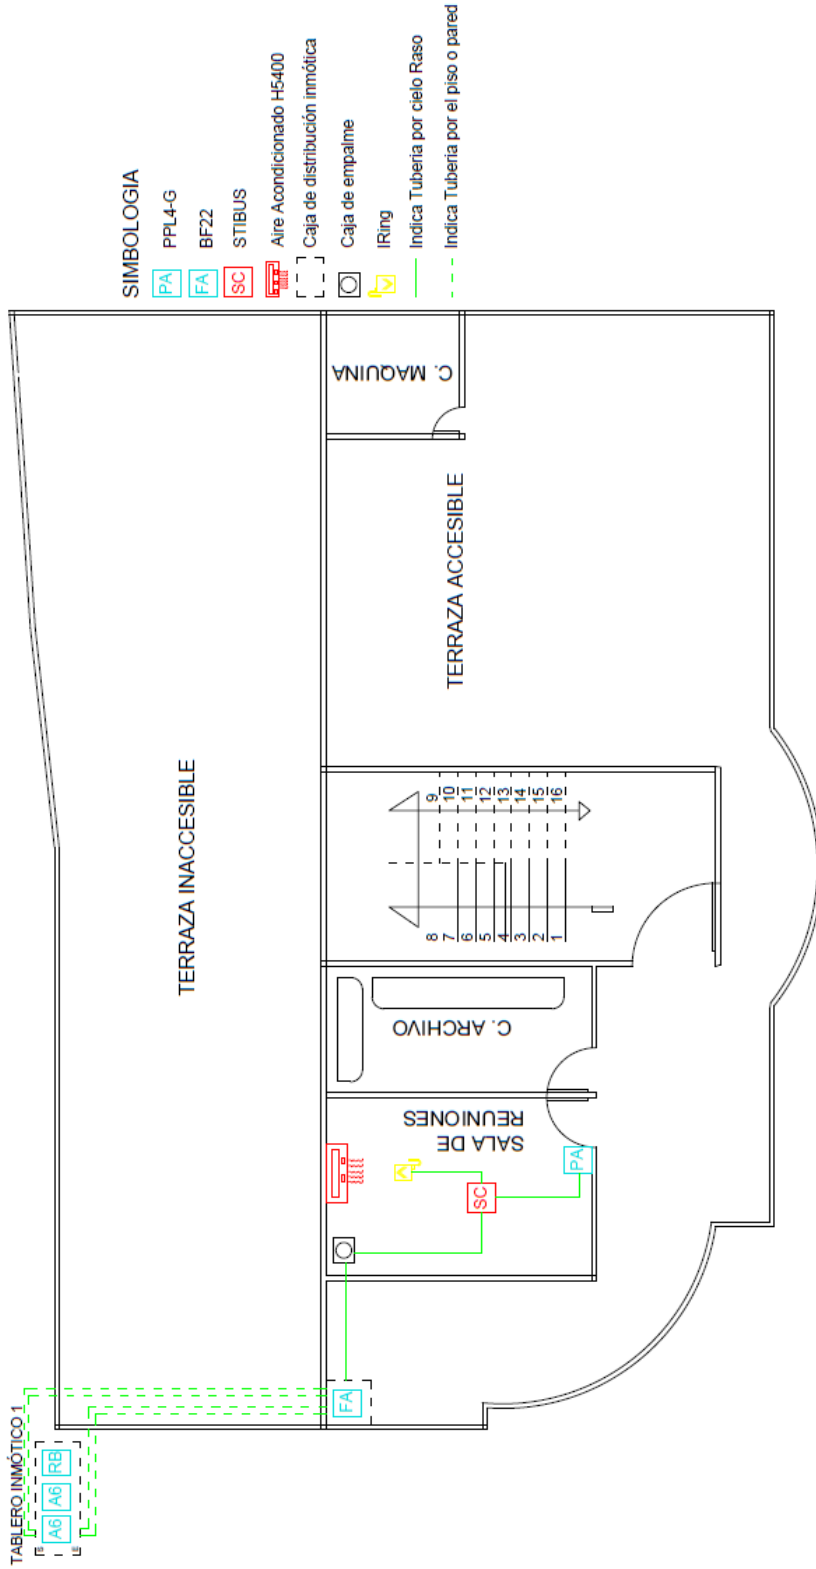 TABLERO INMÓTICO 1
S
E
A6
A6
RB
FA
TERRAZA INACCESIBLE
SALA DE
REUNIONES
SC
PA
C. ARCHIVO
8
7
6
5
4
3
2
1
9
10
11
12
13
14
15
16
TERRAZA ACCESIBLE
C. MAQUINA
SIMBOLOGIA
PA PPL4-G
FA BF22
SC STIBUS
Aire Acondicionado H5400
Caja de distribución inmótica
Caja de empalme
IRing
Indica Tuberia por cielo Raso
Indica Tuberia por el piso o pared